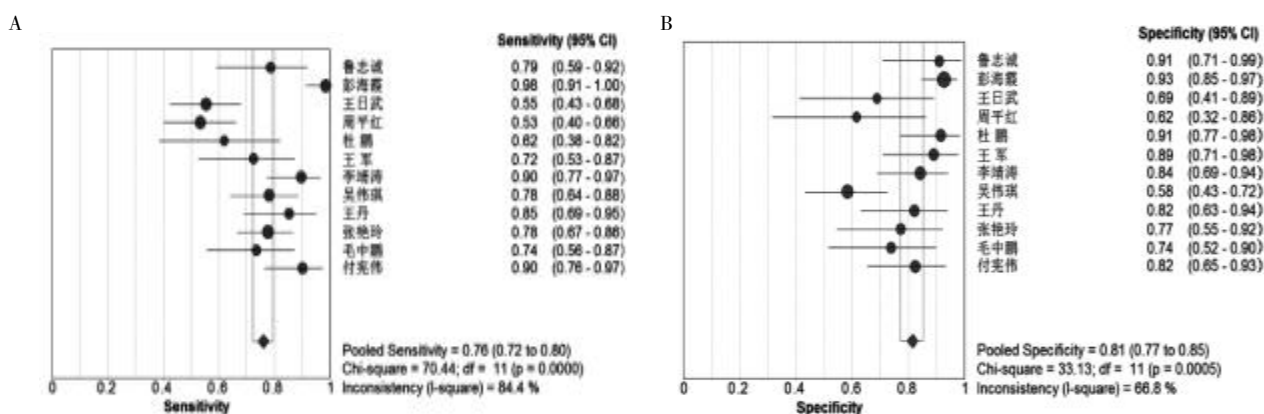 A
Sensitivity (95% CI)
鲁志诚 0.79 (0.59 - 0.92)
彭海霞 0.98 (0.91 - 1.00)
王日武 0.55 (0.43 - 0.68)
周平红 0.53 (0.40 - 0.66)
杜 鹏 0.62 (0.38 - 0.82)
王 军 0.72 (0.53 - 0.87)
李靖涛 0.90 (0.77 - 0.97)
吴伟琪 0.78 (0.64 - 0.88)
王丹 0.85 (0.69 - 0.95)
张艳玲 0.78 (0.67 - 0.86)
毛中鹏 0.74 (0.56 - 0.87)
付宪伟 0.90 (0.76 - 0.97)
Pooled Sensitivity = 0.76 (0.72 to 0.80)
Chi-square = 70.44; df = 11 (p = 0.0000)
Inconsistency (I-square) = 84.4 %
0 0.2 0.4 0.6 0.8 1
Sensitivity
B
Specificity (95% CI)
鲁志诚 0.91 (0.71 - 0.99)
彭海霞 0.93 (0.85 - 0.97)
王日武 0.69 (0.41 - 0.89)
周平红 0.62 (0.32 - 0.86)
杜 鹏 0.91 (0.77 - 0.98)
王 军 0.89 (0.71 - 0.98)
李靖涛 0.84 (0.69 - 0.94)
吴伟琪 0.58 (0.43 - 0.72)
王丹 0.82 (0.63 - 0.94)
张艳玲 0.77 (0.55 - 0.92)
毛中鹏 0.74 (0.52 - 0.90)
付宪伟 0.82 (0.65 - 0.93)
Pooled Specificity = 0.81 (0.77 to 0.85)
Chi-square = 33.13; df = 11 (p = 0.0005)
Inconsistency (I-square) = 66.8 %
0 0.2 0.4 0.6 0.8 1
Specificity